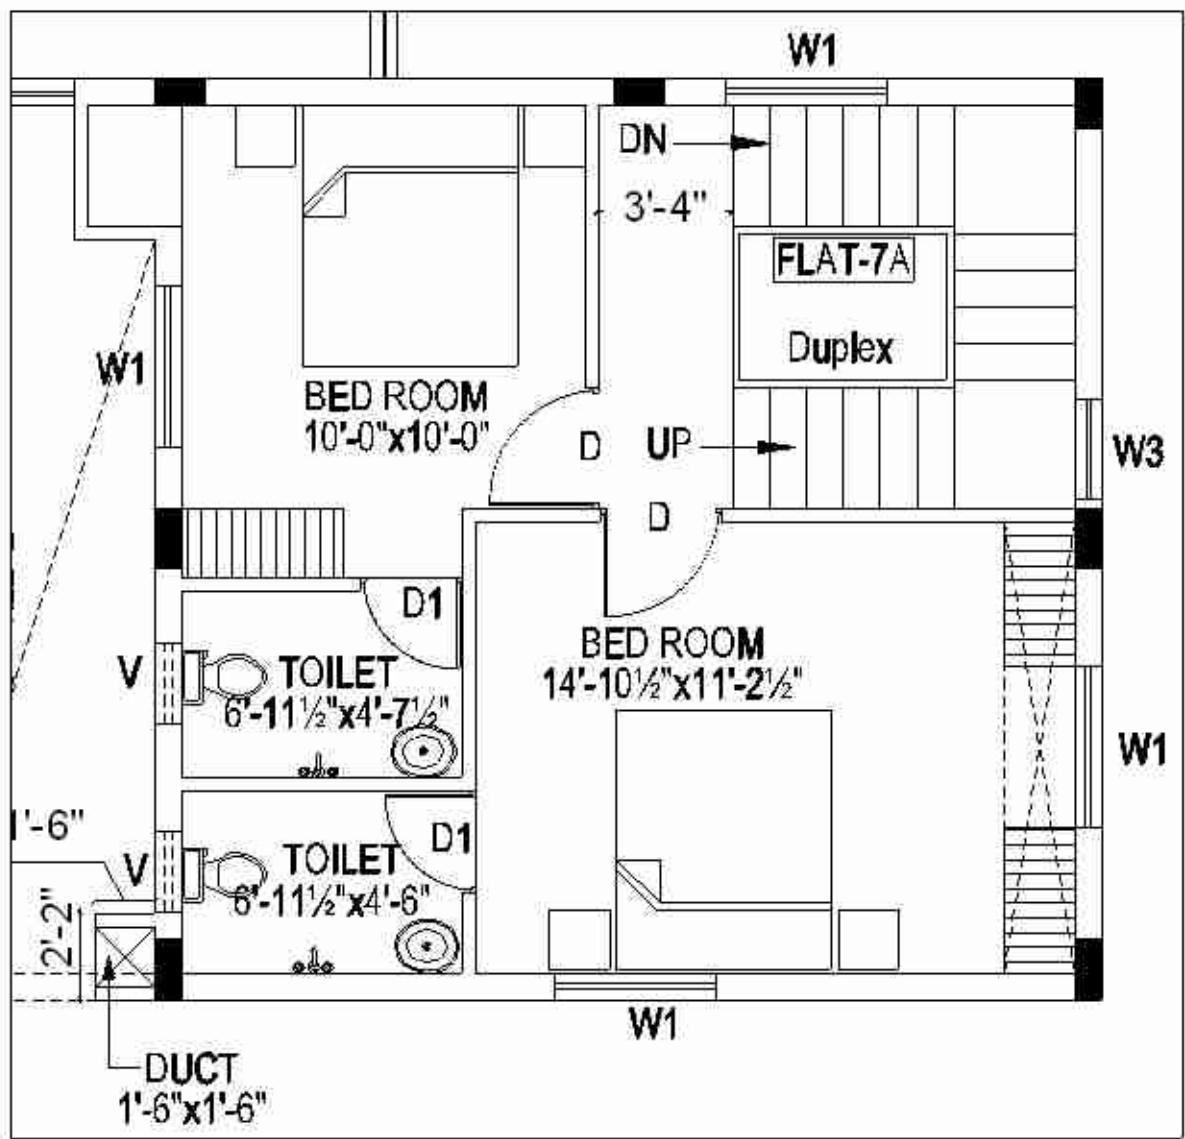 W1
DN
3'-4"
FLAT-7A
Duplex
W1
BED ROOM
10'-0"x10'-0"
D
UP
W3
D
D1
BED ROOM
14'-10½"x11'-2½"
V
TOILET
6'-11½"x4'-7½"
W1
1'-6"
D1
V
TOILET
6'-11½"x4'-6"
2'-2"
W1
DUCT
1'-6"x1'-6"